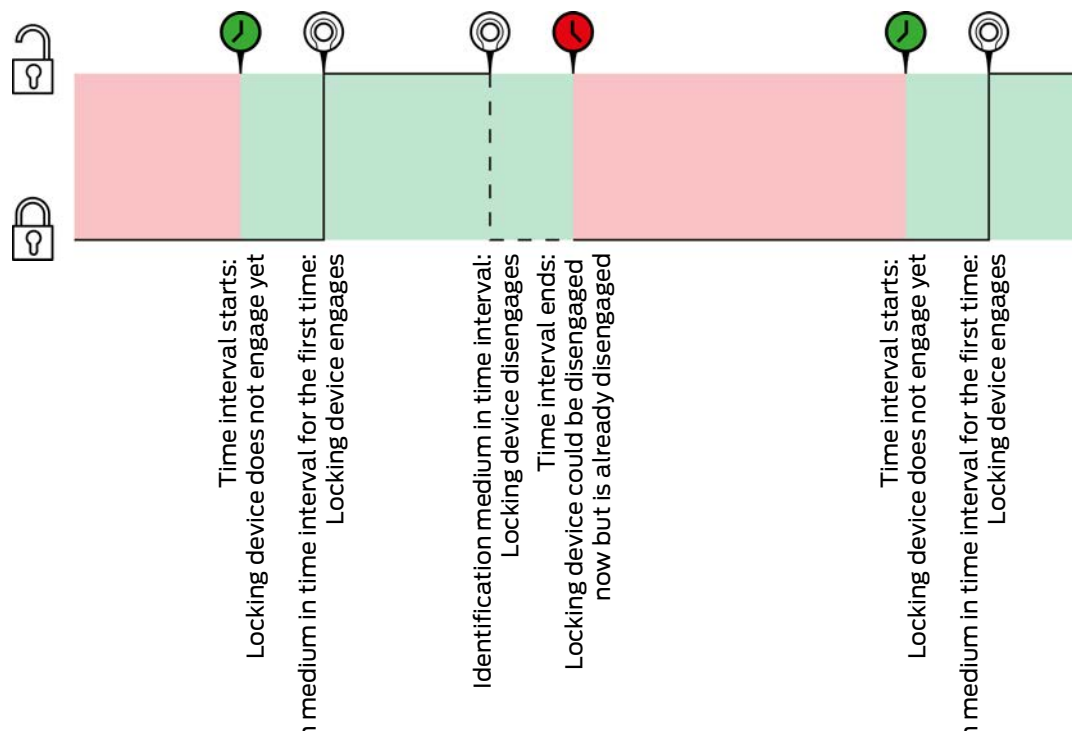 Time interval starts:
Locking device does not engage yet
medium in time interval for the first time:
Locking device engages
Identification medium in time interval:
Locking device disengages
Time interval ends:
Locking device could be disengaged
now but is already disengaged
Time interval starts:
Locking device does not engage yet
medium in time interval for the first time:
Locking device engages